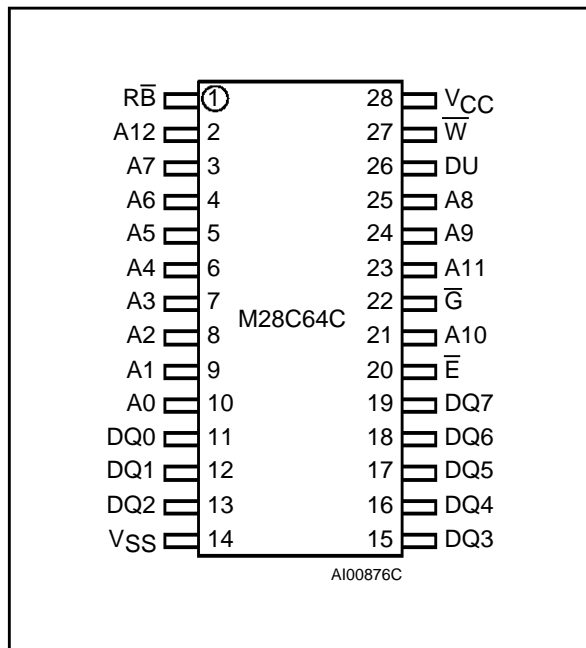 RB̅ 1 28 VCC
A12 2 27 W̅
A7 3 26 DU
A6 4 25 A8
A5 5 24 A9
A4 6 23 A11
A3 7 22 G̅
M28C64C
A2 8 21 A10
A1 9 20 E̅
A0 10 19 DQ7
DQ0 11 18 DQ6
DQ1 12 17 DQ5
DQ2 13 16 DQ4
VSS 14 15 DQ3
AI00876C